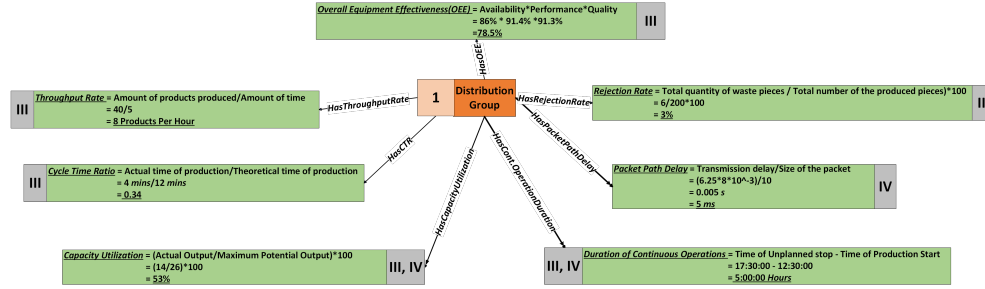 Overall Equipment Effectiveness(OEE) = Availability*Performance*Quality
= 86% * 91.4% *91.3%
=78.5%
III
HasOEE
III
Throughput Rate = Amount of products produced/Amount of time
= 40/5
= 8 Products Per Hour
HasThroughputRate
1
Distribution
Group
HasRejectionRate
Rejection Rate = Total quantity of waste pieces / Total number of the produced pieces)*100
= 6/200*100
= 3%
II
III
Cycle Time Ratio = Actual time of production/Theoretical time of production
= 4 mins/12 mins
= 0.34
HasCTR
HasCapacityUtilization
HasCont.OperationDuration
HasPacketPathDelay
Packet Path Delay = Transmission delay/Size of the packet
= (6.25*8*10^-3)/10
= 0.005 s
= 5 ms
IV
Capacity Utilization = (Actual Output/Maximum Potential Output)*100
= (14/26)*100
= 53%
III, IV
III, IV
Duration of Continuous Operations = Time of Unplanned stop - Time of Production Start
= 17:30:00 - 12:30:00
= 5:00:00 Hours